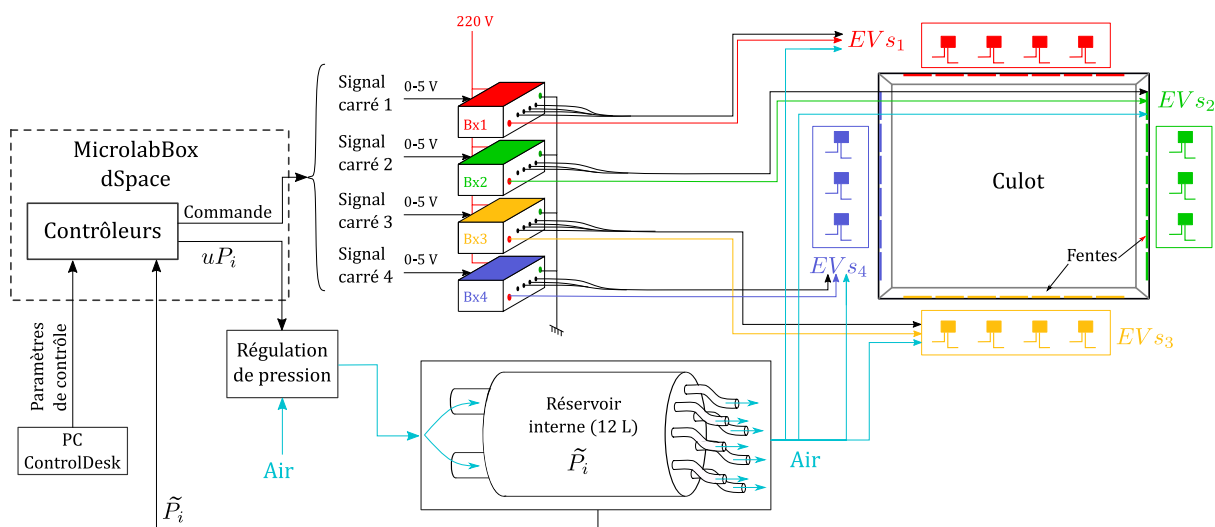 220 V
EVs₁
Signal
carré 1
0-5 V
Bx1
EVs₂
MicrolabBox
dSpace
Signal
carré 2
0-5 V
Bx2
Culot
Contrôleurs
Commande
uPᵢ
Signal
carré 3
0-5 V
Bx3
Signal
carré 4
0-5 V
Bx4
EVs₄
Fentes
EVs₃
Paramètres
de contrôle
Régulation
de pression
Réservoir
interne (12 L)
P̃ᵢ
PC
ControlDesk
Air
Air
P̃ᵢ